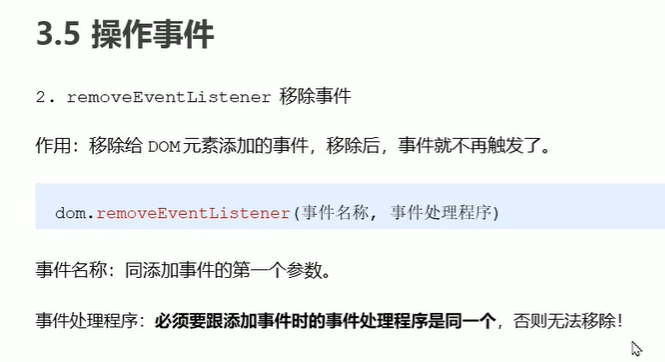 3.5 操作事件
2. removeEventListener 移除事件
作用：移除给 DOM元素添加的事件，移除后，事件就不再触发了。
dom.removeEventListener(事件名称, 事件处理程序)
事件名称：同添加事件的第一个参数。
事件处理程序：必须要跟添加事件时的事件处理程序是同一个，否则无法移除！